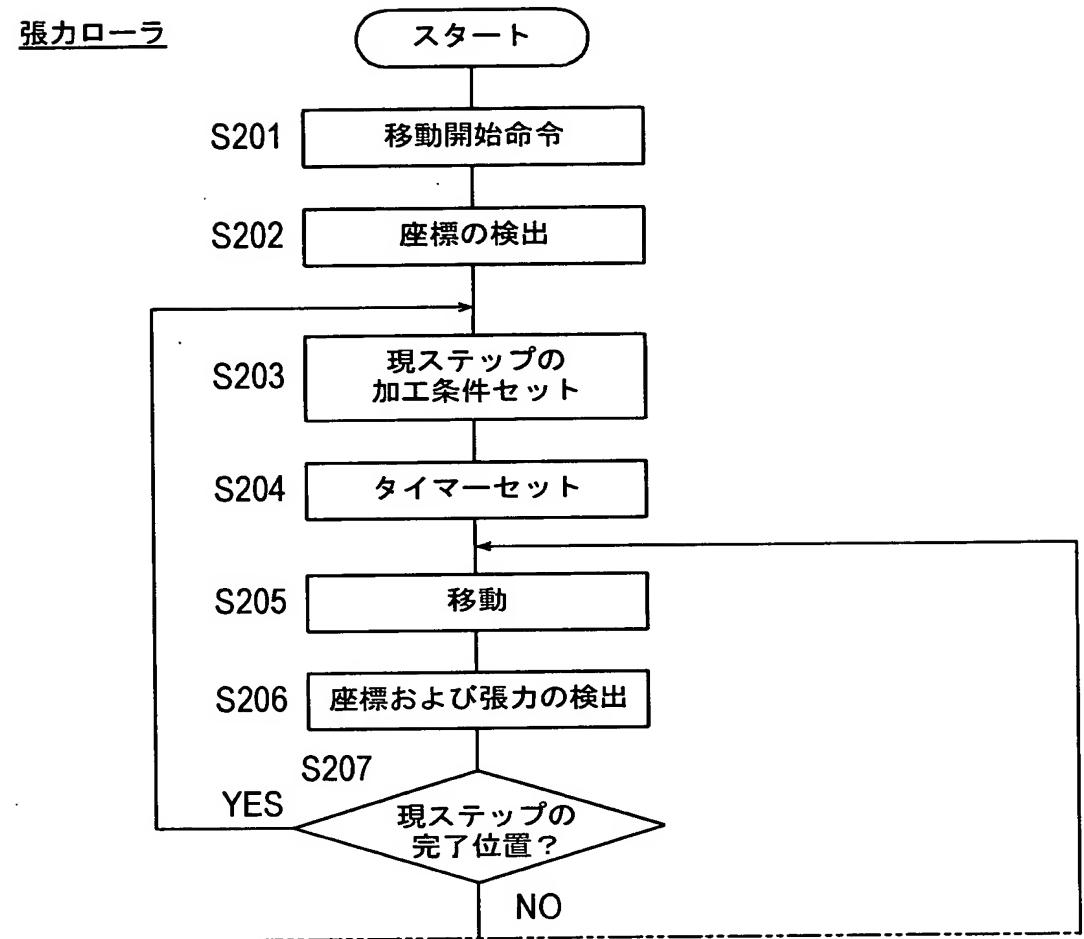 張力ローラ
スタート
S201
移動開始命令
S202
座標の検出
S203
現ステップの
加工条件セット
S204
タイマーセット
S205
移動
S206
座標および張力の検出
S207
YES
現ステップの
完了位置？
NO